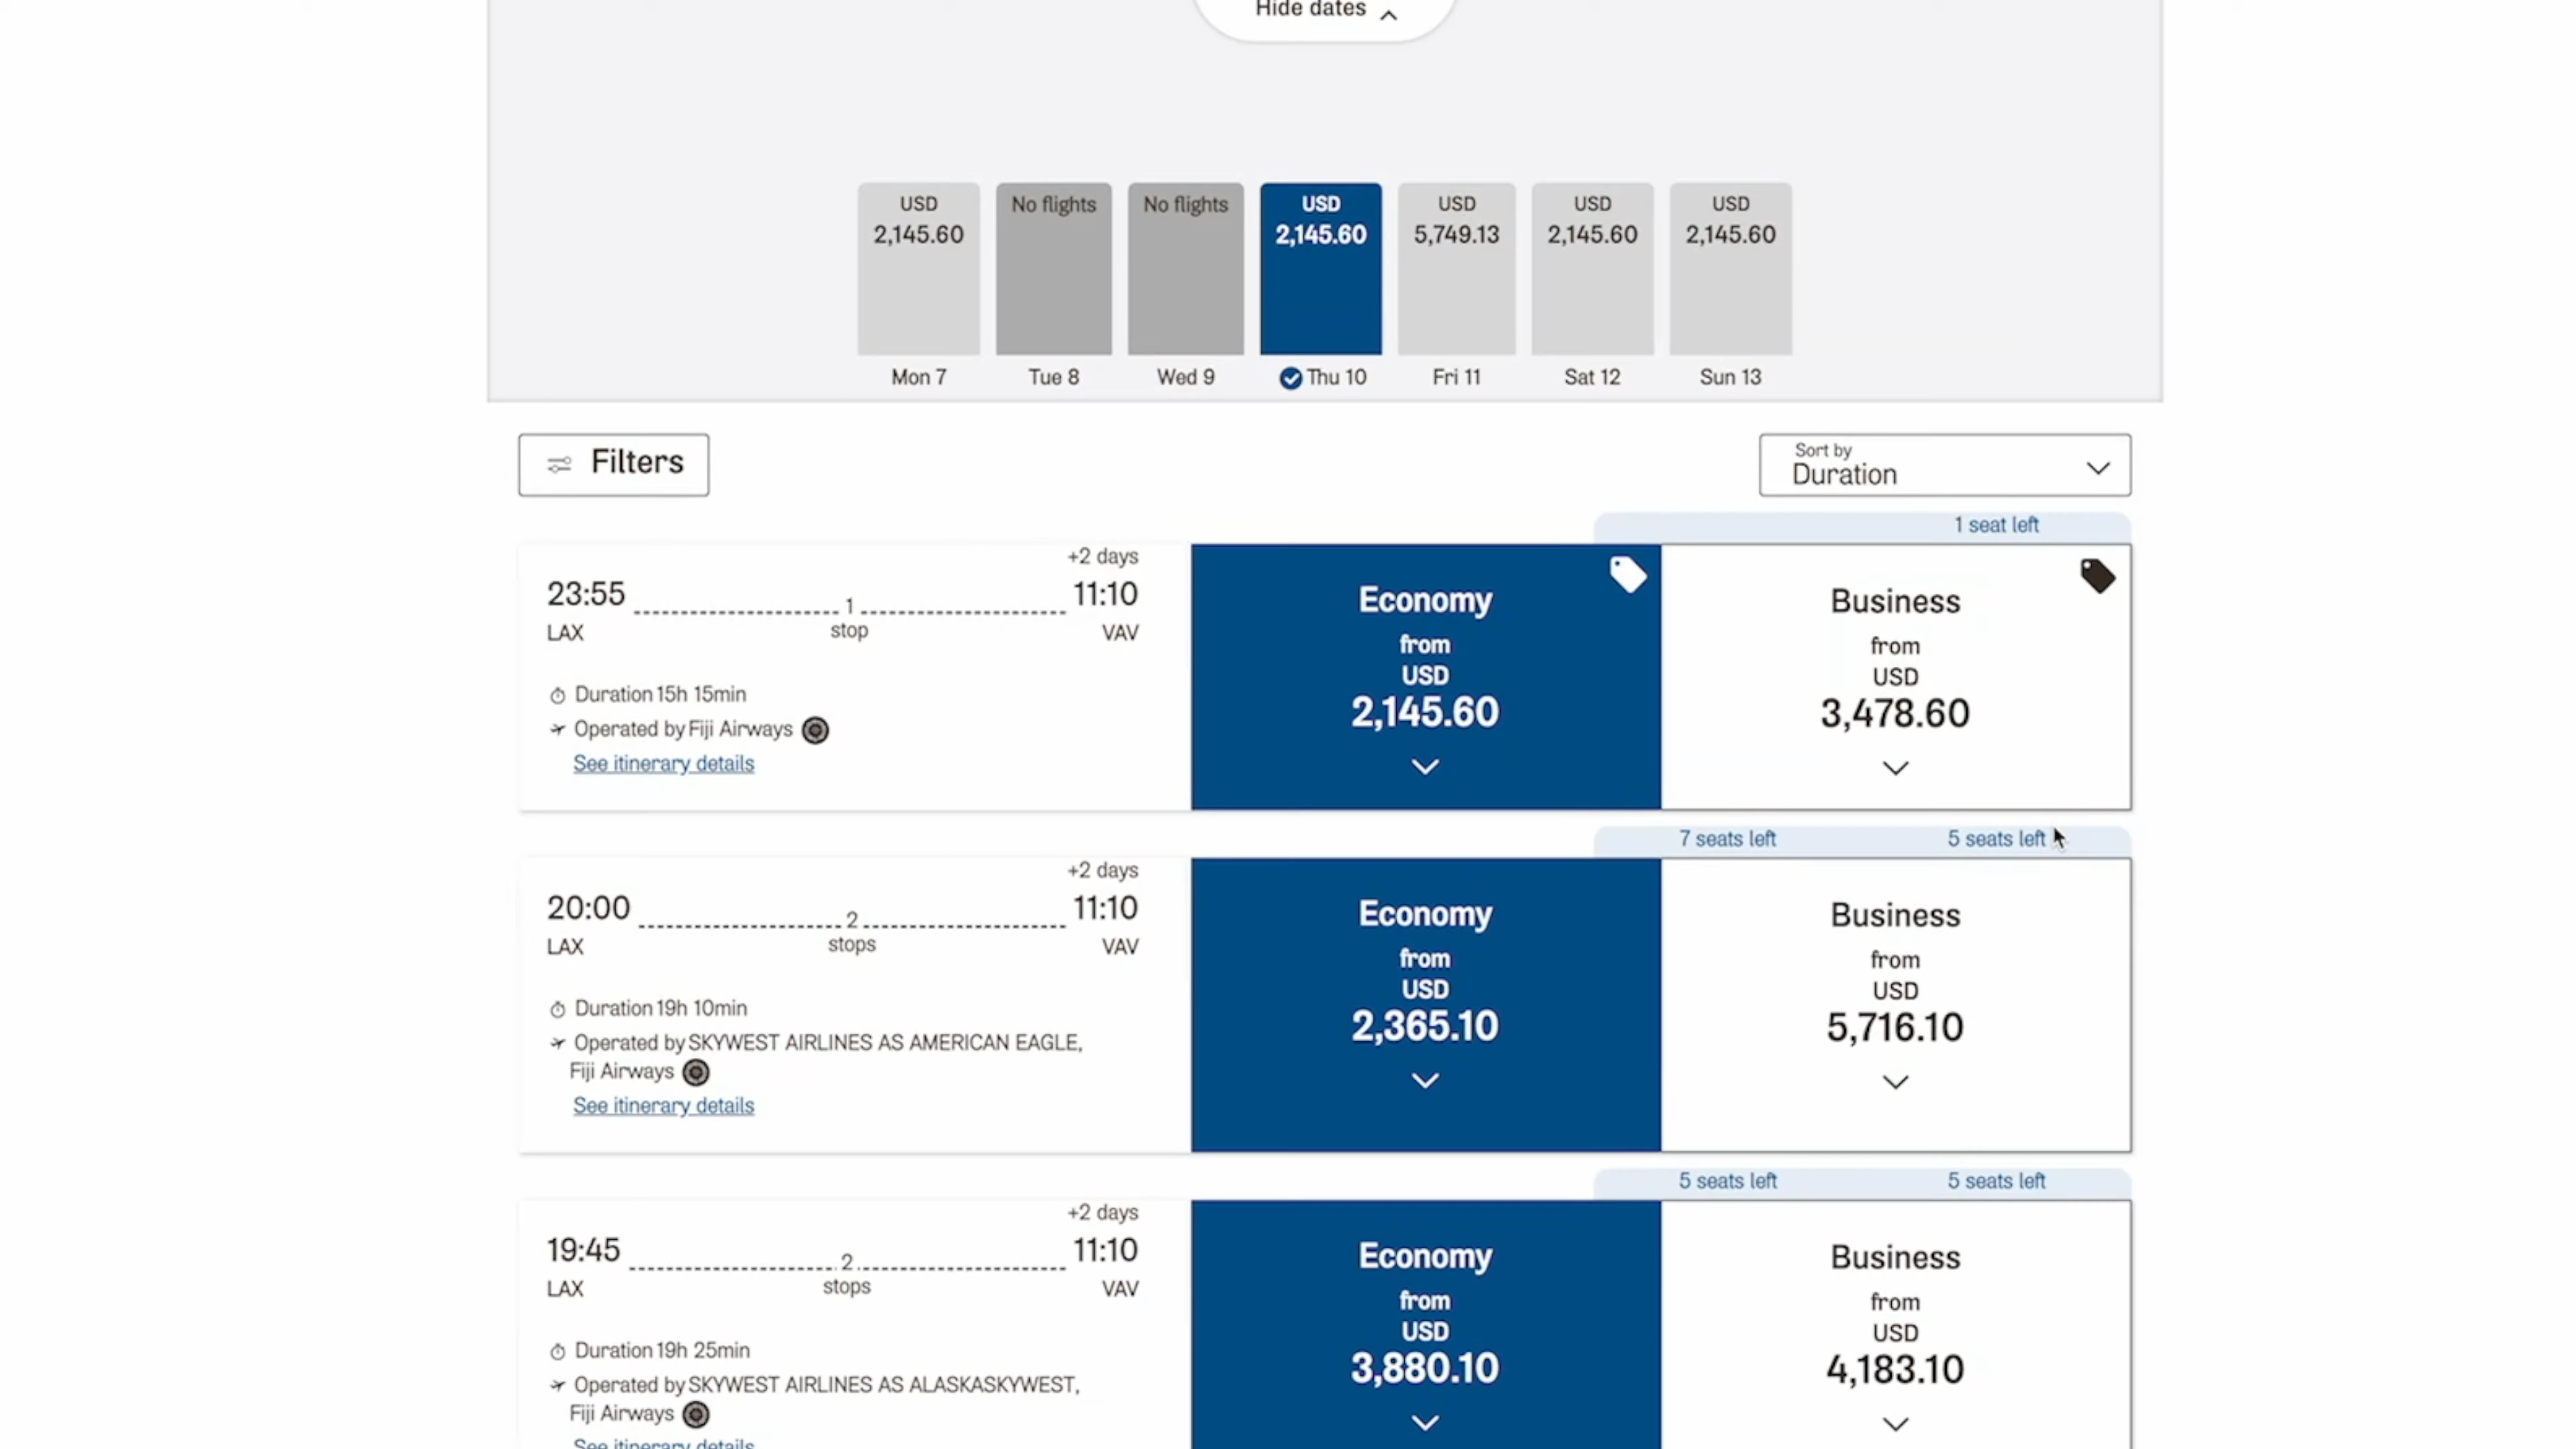 Hide dates
USD
2,145.60
No flights
No flights
USD
2,145.60
USD
5,749.13
USD
2,145.60
USD
2,145.60
Mon 7
Tue 8
Wed 9
Thu 10
Fri 11
Sat 12
Sun 13
Filters
Sort by
Duration
1 seat left
+2 days
23:55
1
stop
11:10
LAX
VAV
Duration 15h 15min
Operated by Fiji Airways
See itinerary details
Economy
from
USD
2,145.60
Business
from
USD
3,478.60
7 seats left
5 seats left
+2 days
20:00
2
stops
11:10
LAX
VAV
Duration 19h 10min
Operated by SKYWEST AIRLINES AS AMERICAN EAGLE,
Fiji Airways
See itinerary details
Economy
from
USD
2,365.10
Business
from
USD
5,716.10
5 seats left
5 seats left
+2 days
19:45
2
stops
11:10
LAX
VAV
Duration 19h 25min
Operated by SKYWEST AIRLINES AS ALASKASKYWEST,
Fiji Airways
See itinerary details
Economy
from
USD
3,880.10
Business
from
USD
4,183.10